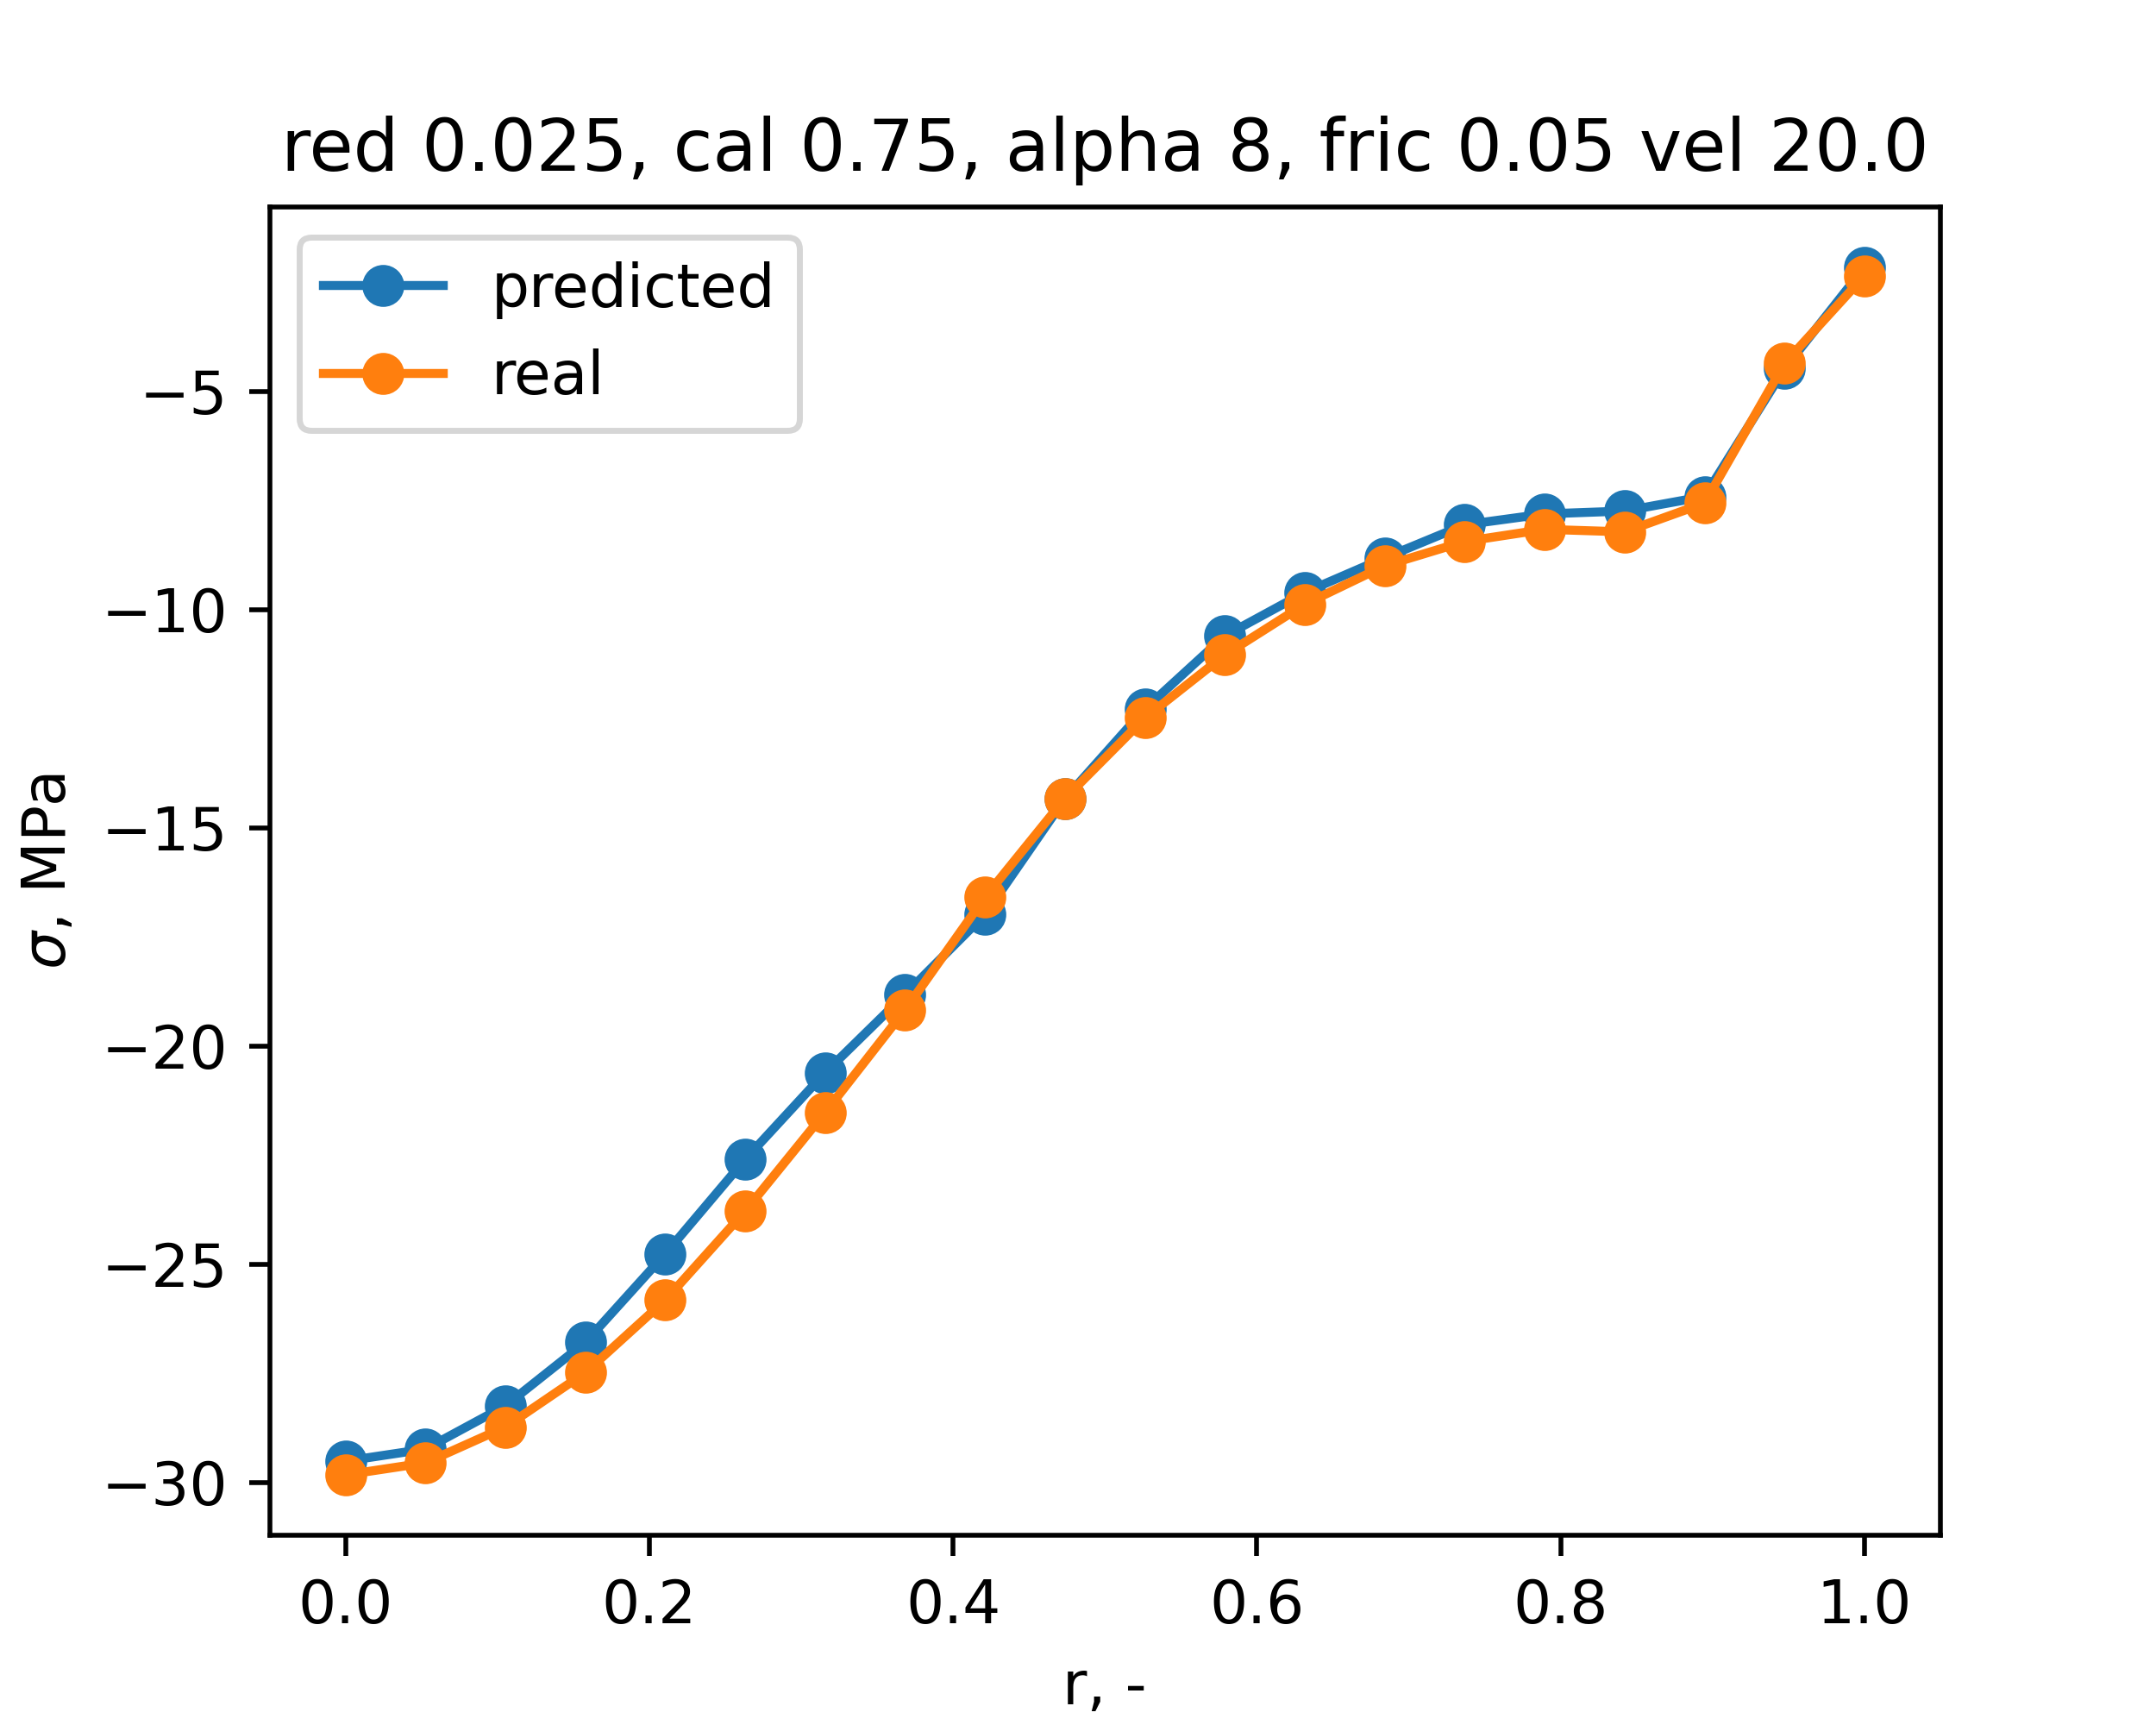 red 0.025, cal 0.75, alpha 8, fric 0.05 vel 20.0
predicted
real
−5
−10
−15
−20
−25
−30
σ, MPa
0.0 0.2 0.4 0.6 0.8 1.0
r, -